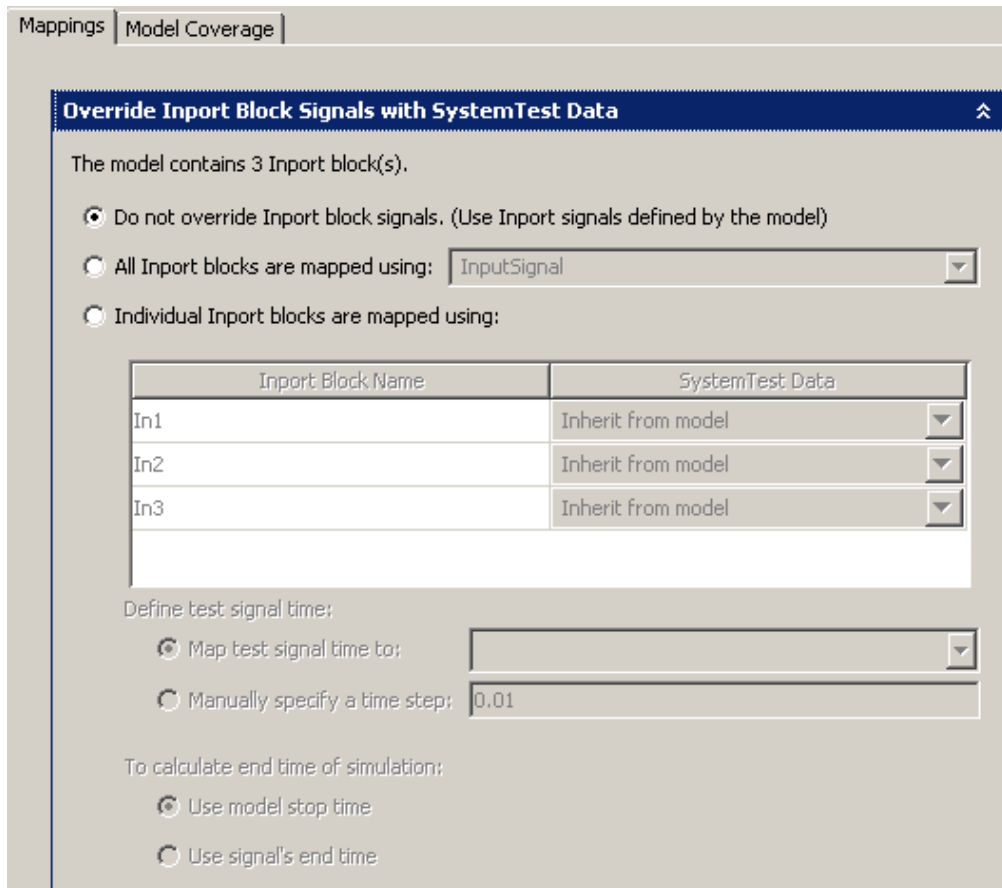 Mappings Model Coverage
Override Inport Block Signals with SystemTest Data
The model contains 3 Inport block(s).
Do not override Inport block signals. (Use Inport signals defined by the model)
All Inport blocks are mapped using: InputSignal
Individual Inport blocks are mapped using:
Inport Block Name SystemTest Data
In1 Inherit from model
In2 Inherit from model
In3 Inherit from model
Define test signal time:
Map test signal time to:
Manually specify a time step: 0.01
To calculate end time of simulation:
Use model stop time
Use signal's end time